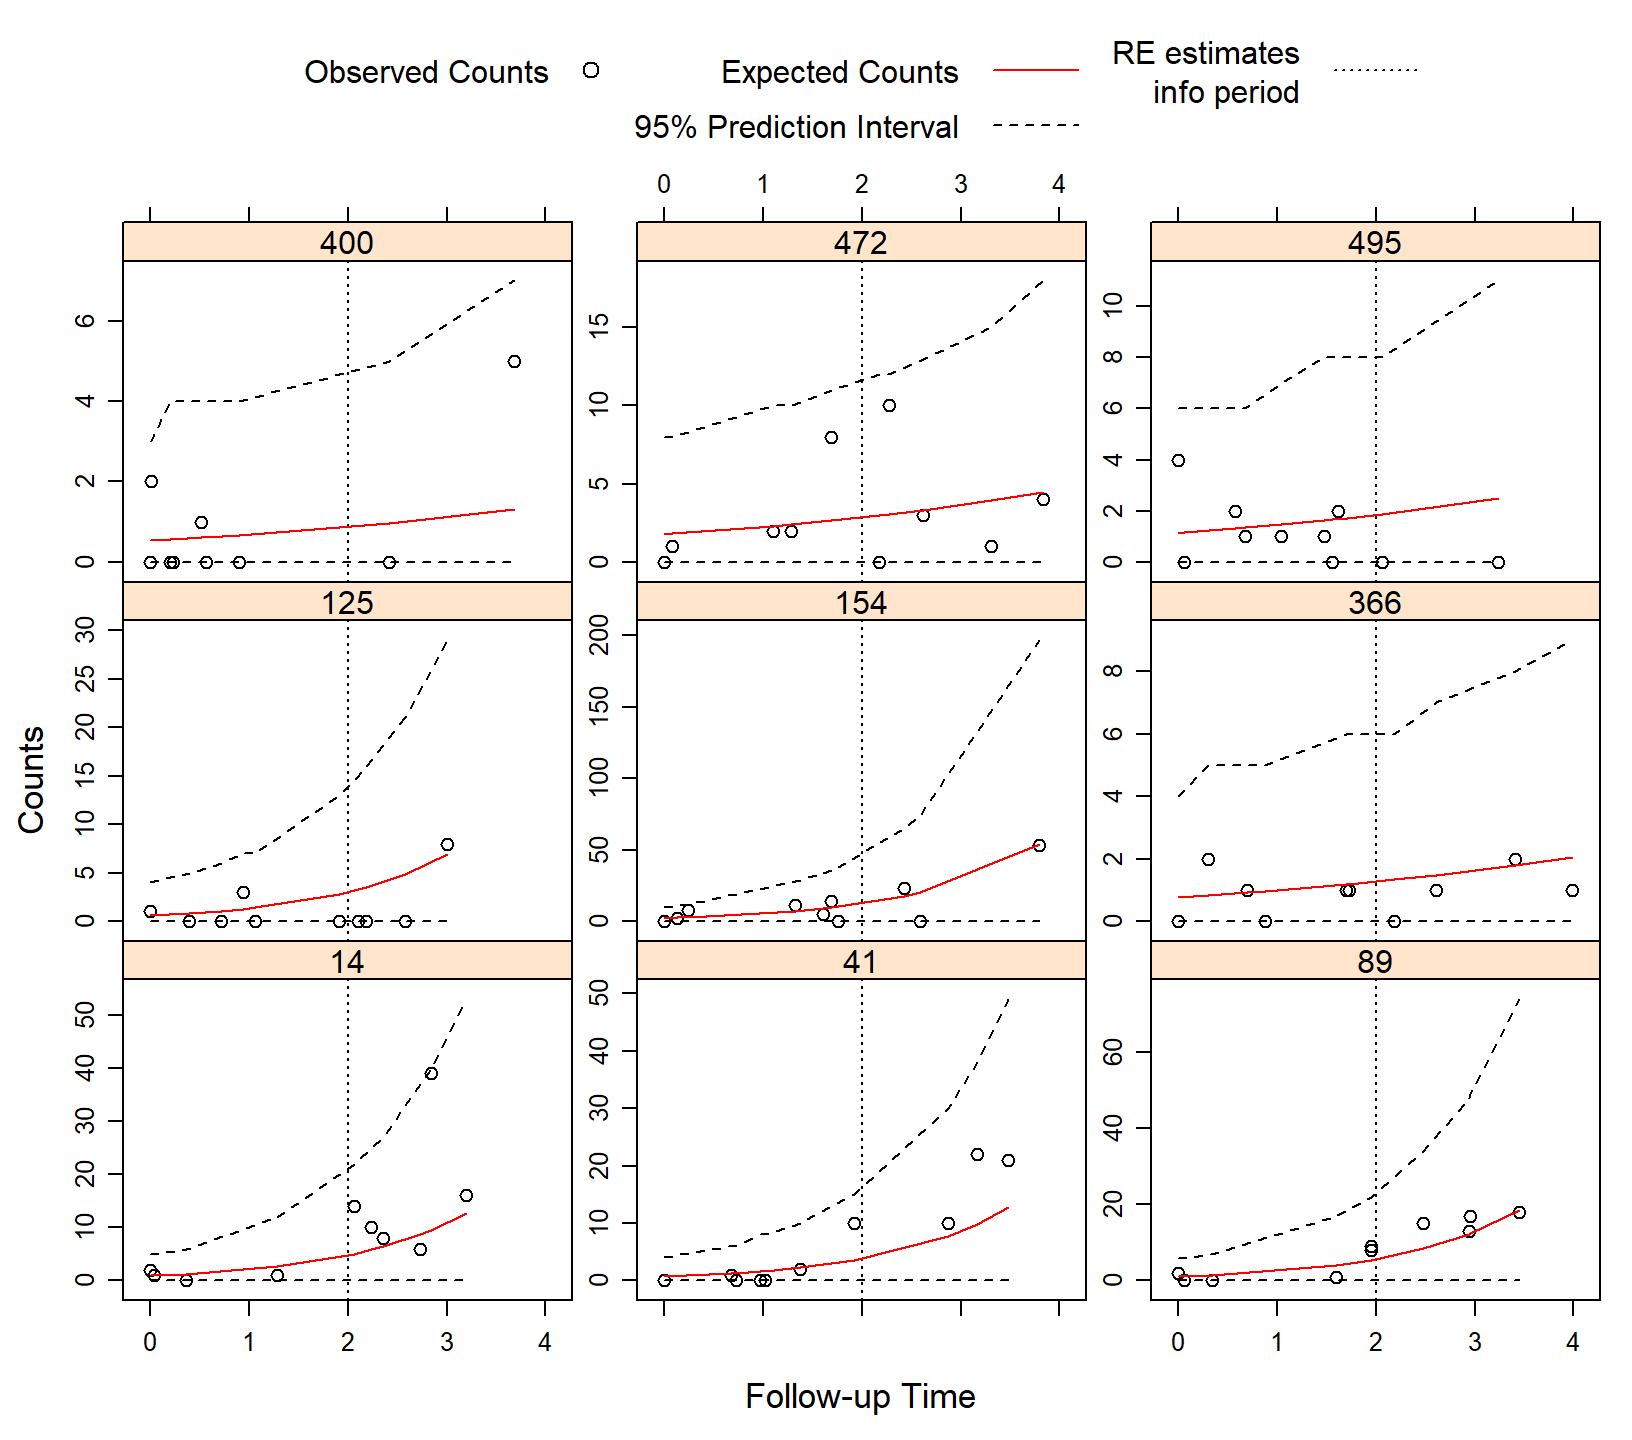 Observed Counts
Expected Counts
RE estimates
info period
95% Prediction Interval
0 1 2 3 4
400 472 495
0 2 4 6
0 5 10 15
0 2 4 6 8 10
125 154 366
0 5 10 15 20 25 30
0 50 100 150 200
0 2 4 6 8
Counts
14 41 89
0 10 20 30 40 50
0 10 20 30 40 50
0 20 40 60
0 1 2 3 4
0 1 2 3 4
Follow-up Time